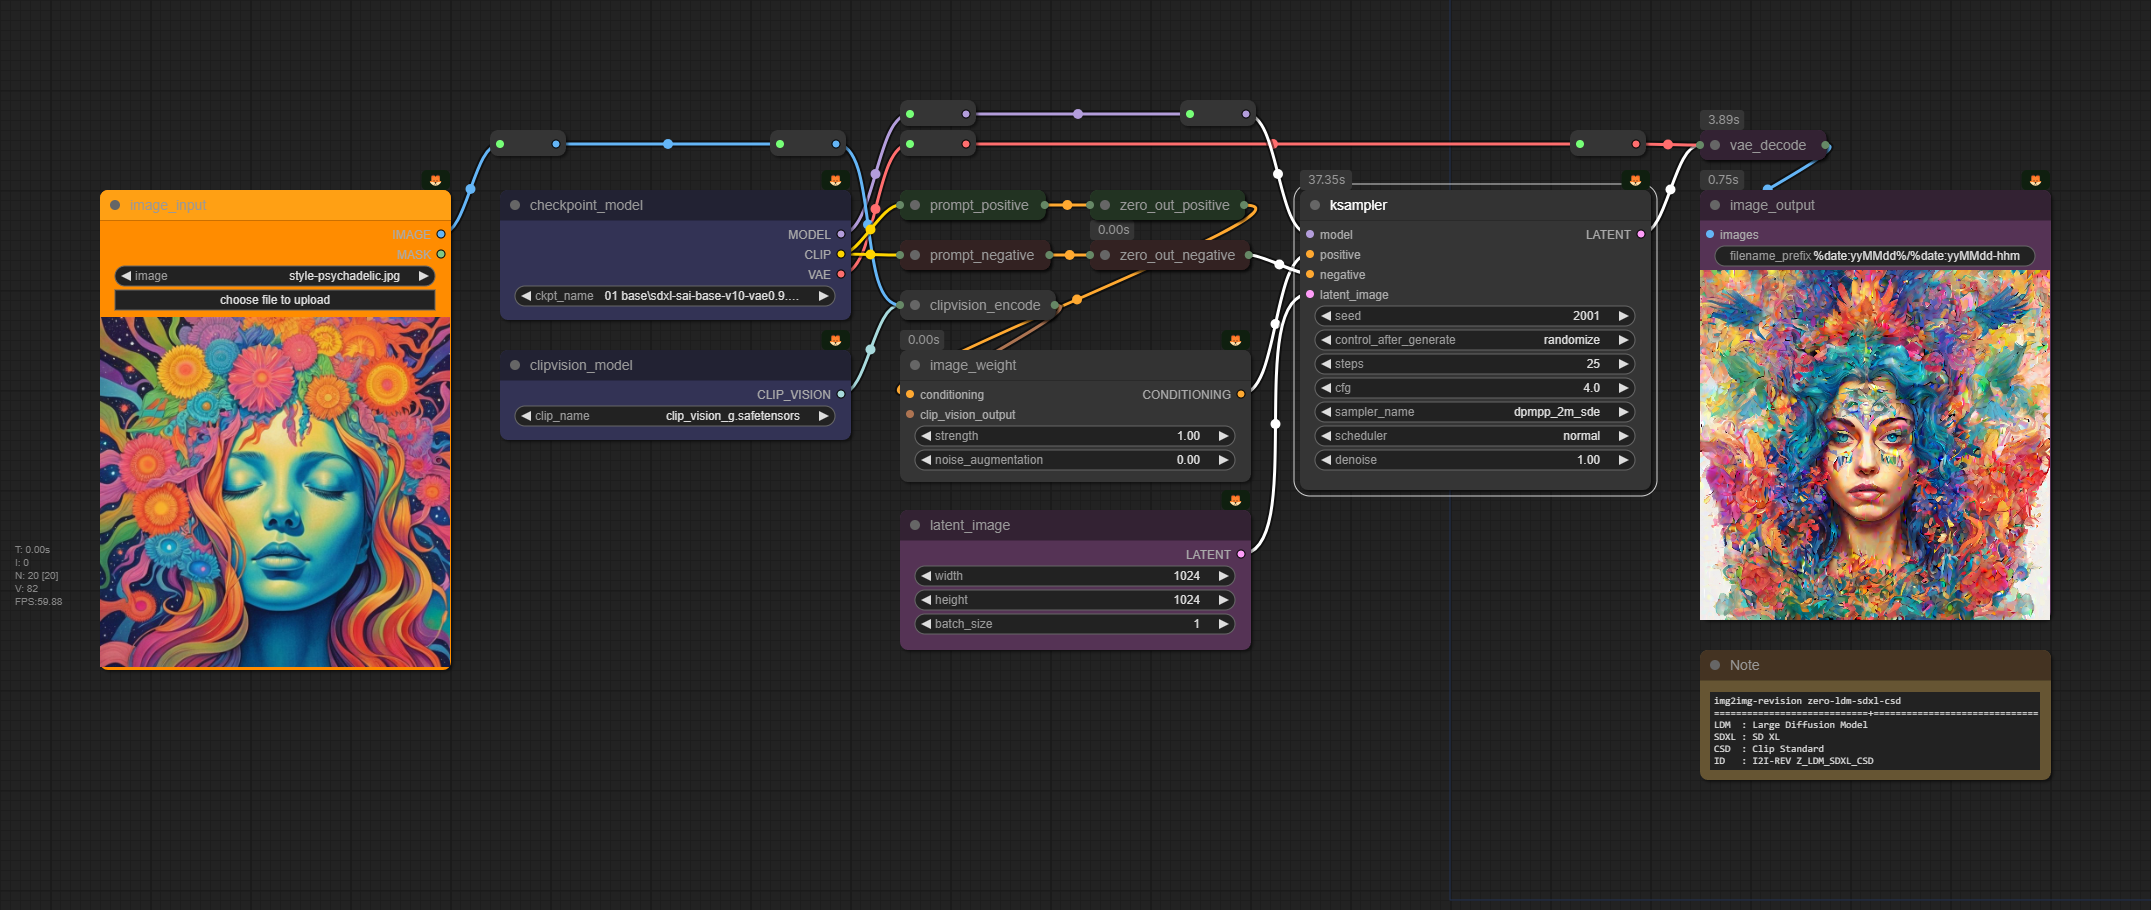 image_input
IMAGE
MASK
image style-psychadelic.jpg
choose file to upload
T: 0.00s
I: 0
N: 20 [20]
V: 82
FPS:59.88
checkpoint_model
MODEL
CLIP
VAE
ckpt_name 01 base\sdxl-sai-base-v10-vae0.9....
clipvision_model
CLIP_VISION
clip_name clip_vision_g.safetensors
prompt_positive
zero_out_positive
0.00s
prompt_negative
zero_out_negative
clipvision_encode
0.00s
image_weight
conditioning CONDITIONING
clip_vision_output
strength 1.00
noise_augmentation 0.00
latent_image
LATENT
width 1024
height 1024
batch_size 1
37.35s
ksampler
model LATENT
positive
negative
latent_image
seed 2001
control_after_generate randomize
steps 25
cfg 4.0
sampler_name dpmpp_2m_sde
scheduler normal
denoise 1.00
3.89s
vae_decode
0.75s
image_output
images
filename_prefix %date:yyMMdd%/%date:yyMMdd-hhm
Note
img2img-revision zero-ldm-sdxl-csd
=============================+===============================
LDM : Large Diffusion Model
SDXL : SD XL
CSD : Clip Standard
ID : I2I-REV Z_LDM_SDXL_CSD